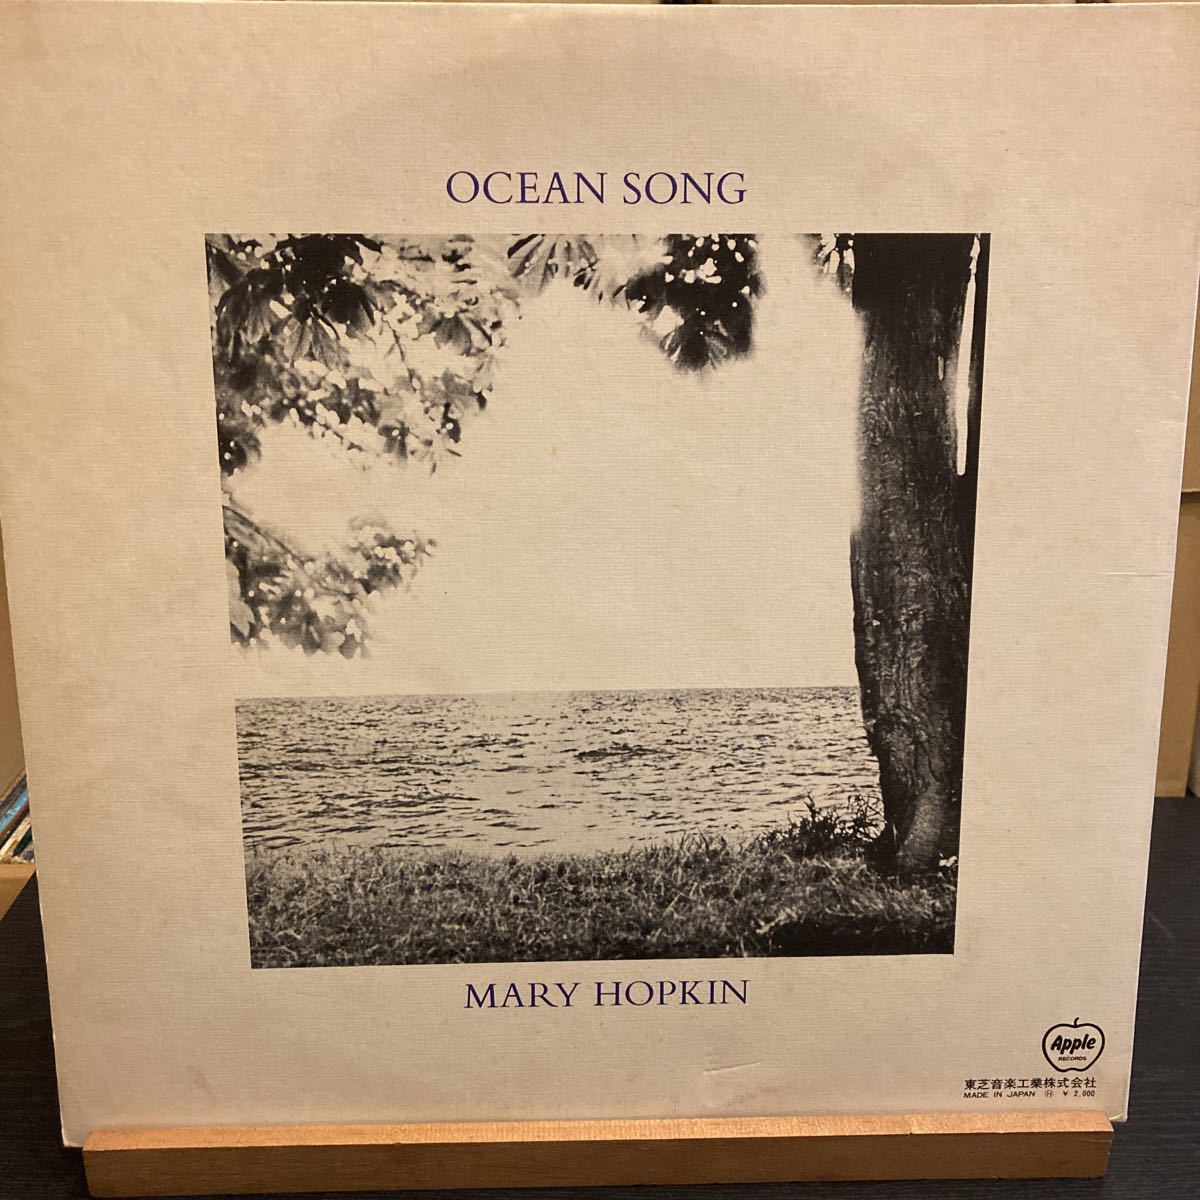 OCEAN SONG
MARY HOPKIN
Apple
RECORDS
東芝音楽工業株式会社
MADE IN JAPAN Ⓗ ¥ 2,000